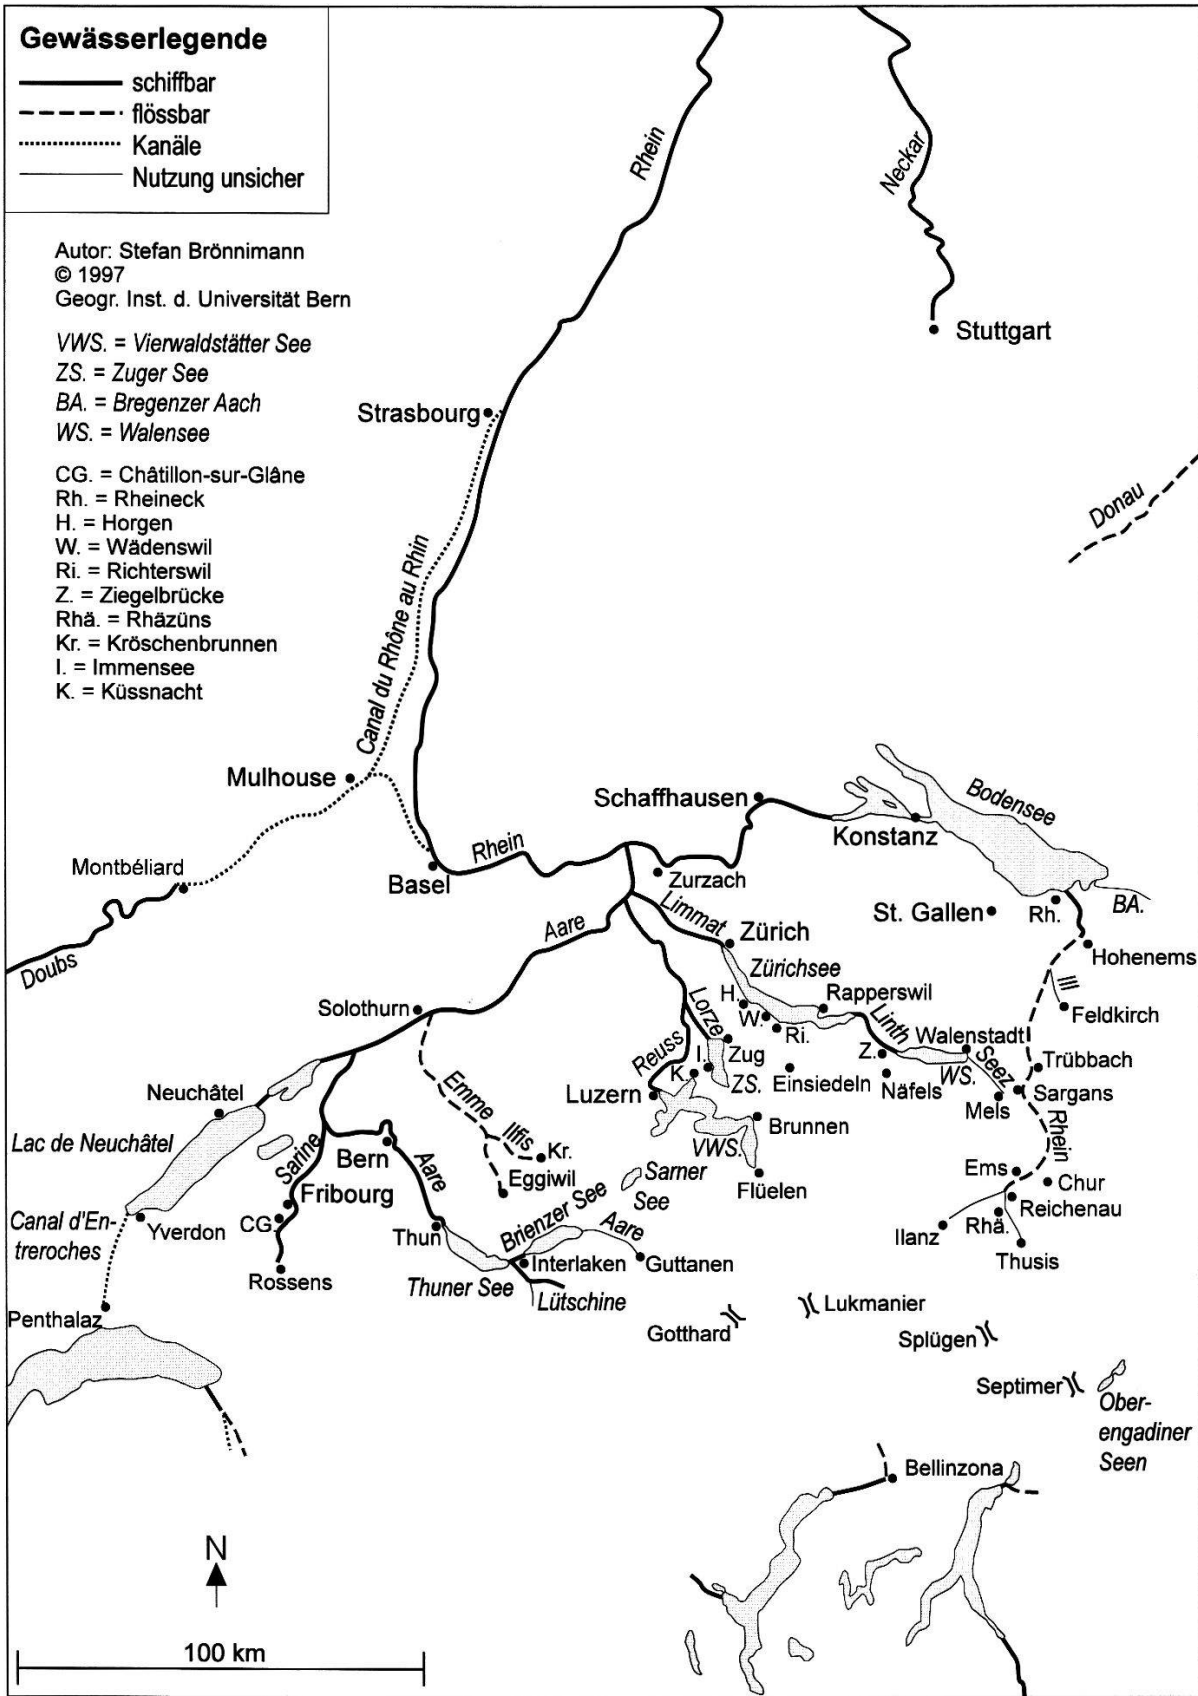 Gewässerlegende
schiffbar
flössbar
Kanäle
Nutzung unsicher
Autor: Stefan Brönnimann
© 1997
Geogr. Inst. d. Universität Bern
VWS. = Vierwaldstätter See
ZS. = Zuger See
BA. = Bregenzer Aach
WS. = Walensee
CG. = Châtillon-sur-Glâne
Rh. = Rheineck
H. = Horgen
W. = Wädenswil
Ri. = Richterswil
Z. = Ziegelbrücke
Rhä. = Rhäzüns
Kr. = Kröschenbrunnen
I. = Immensee
K. = Küssnacht
Rhein
Neckar
Stuttgart
Strasbourg
Donau
Canal du Rhône au Rhin
Mulhouse
Schaffhausen
Bodensee
Konstanz
Montbéliard
Basel
Rhein
Zurzach
St. Gallen
Rh.
BA.
Doubs
Aare
Limmat
Zürich
Zürichsee
Hohenems
Solothurn
H.
W.
Ri.
Rapperswil
Ill
Feldkirch
Lorze
Linth
Reuss
Zug
I.
K.
ZS.
Einsiedeln
Z.
Näfels
Walenstadt
WS.
Seez
Mels
Trübbach
Sargans
Neuchâtel
Lac de Neuchâtel
Emme
Ilfis
Kr.
Eggiwil
Luzern
VWS.
Brunnen
Flüelen
Rhein
Sarine
Bern
Aare
Fribourg
CG.
Rossens
Sarner
See
Ems
Chur
Reichenau
Rhä.
Ilanz
Thusis
Canal d'En-
treroches
Yverdon
Thun
Brienzer See
Aare
Interlaken
Guttanen
Thuner See
Lütschine
Penthalaz
Gotthard
Lukmanier
Splügen
Septimer
Ober-
engadiner
Seen
Bellinzona
N
100 km